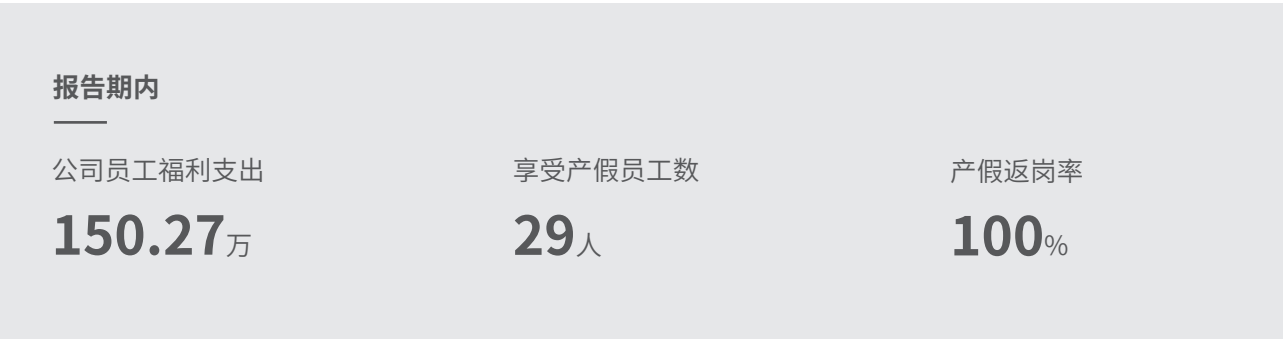 报告期内
公司员工福利支出
150.27万
享受产假员工数
29人
产假返岗率
100%